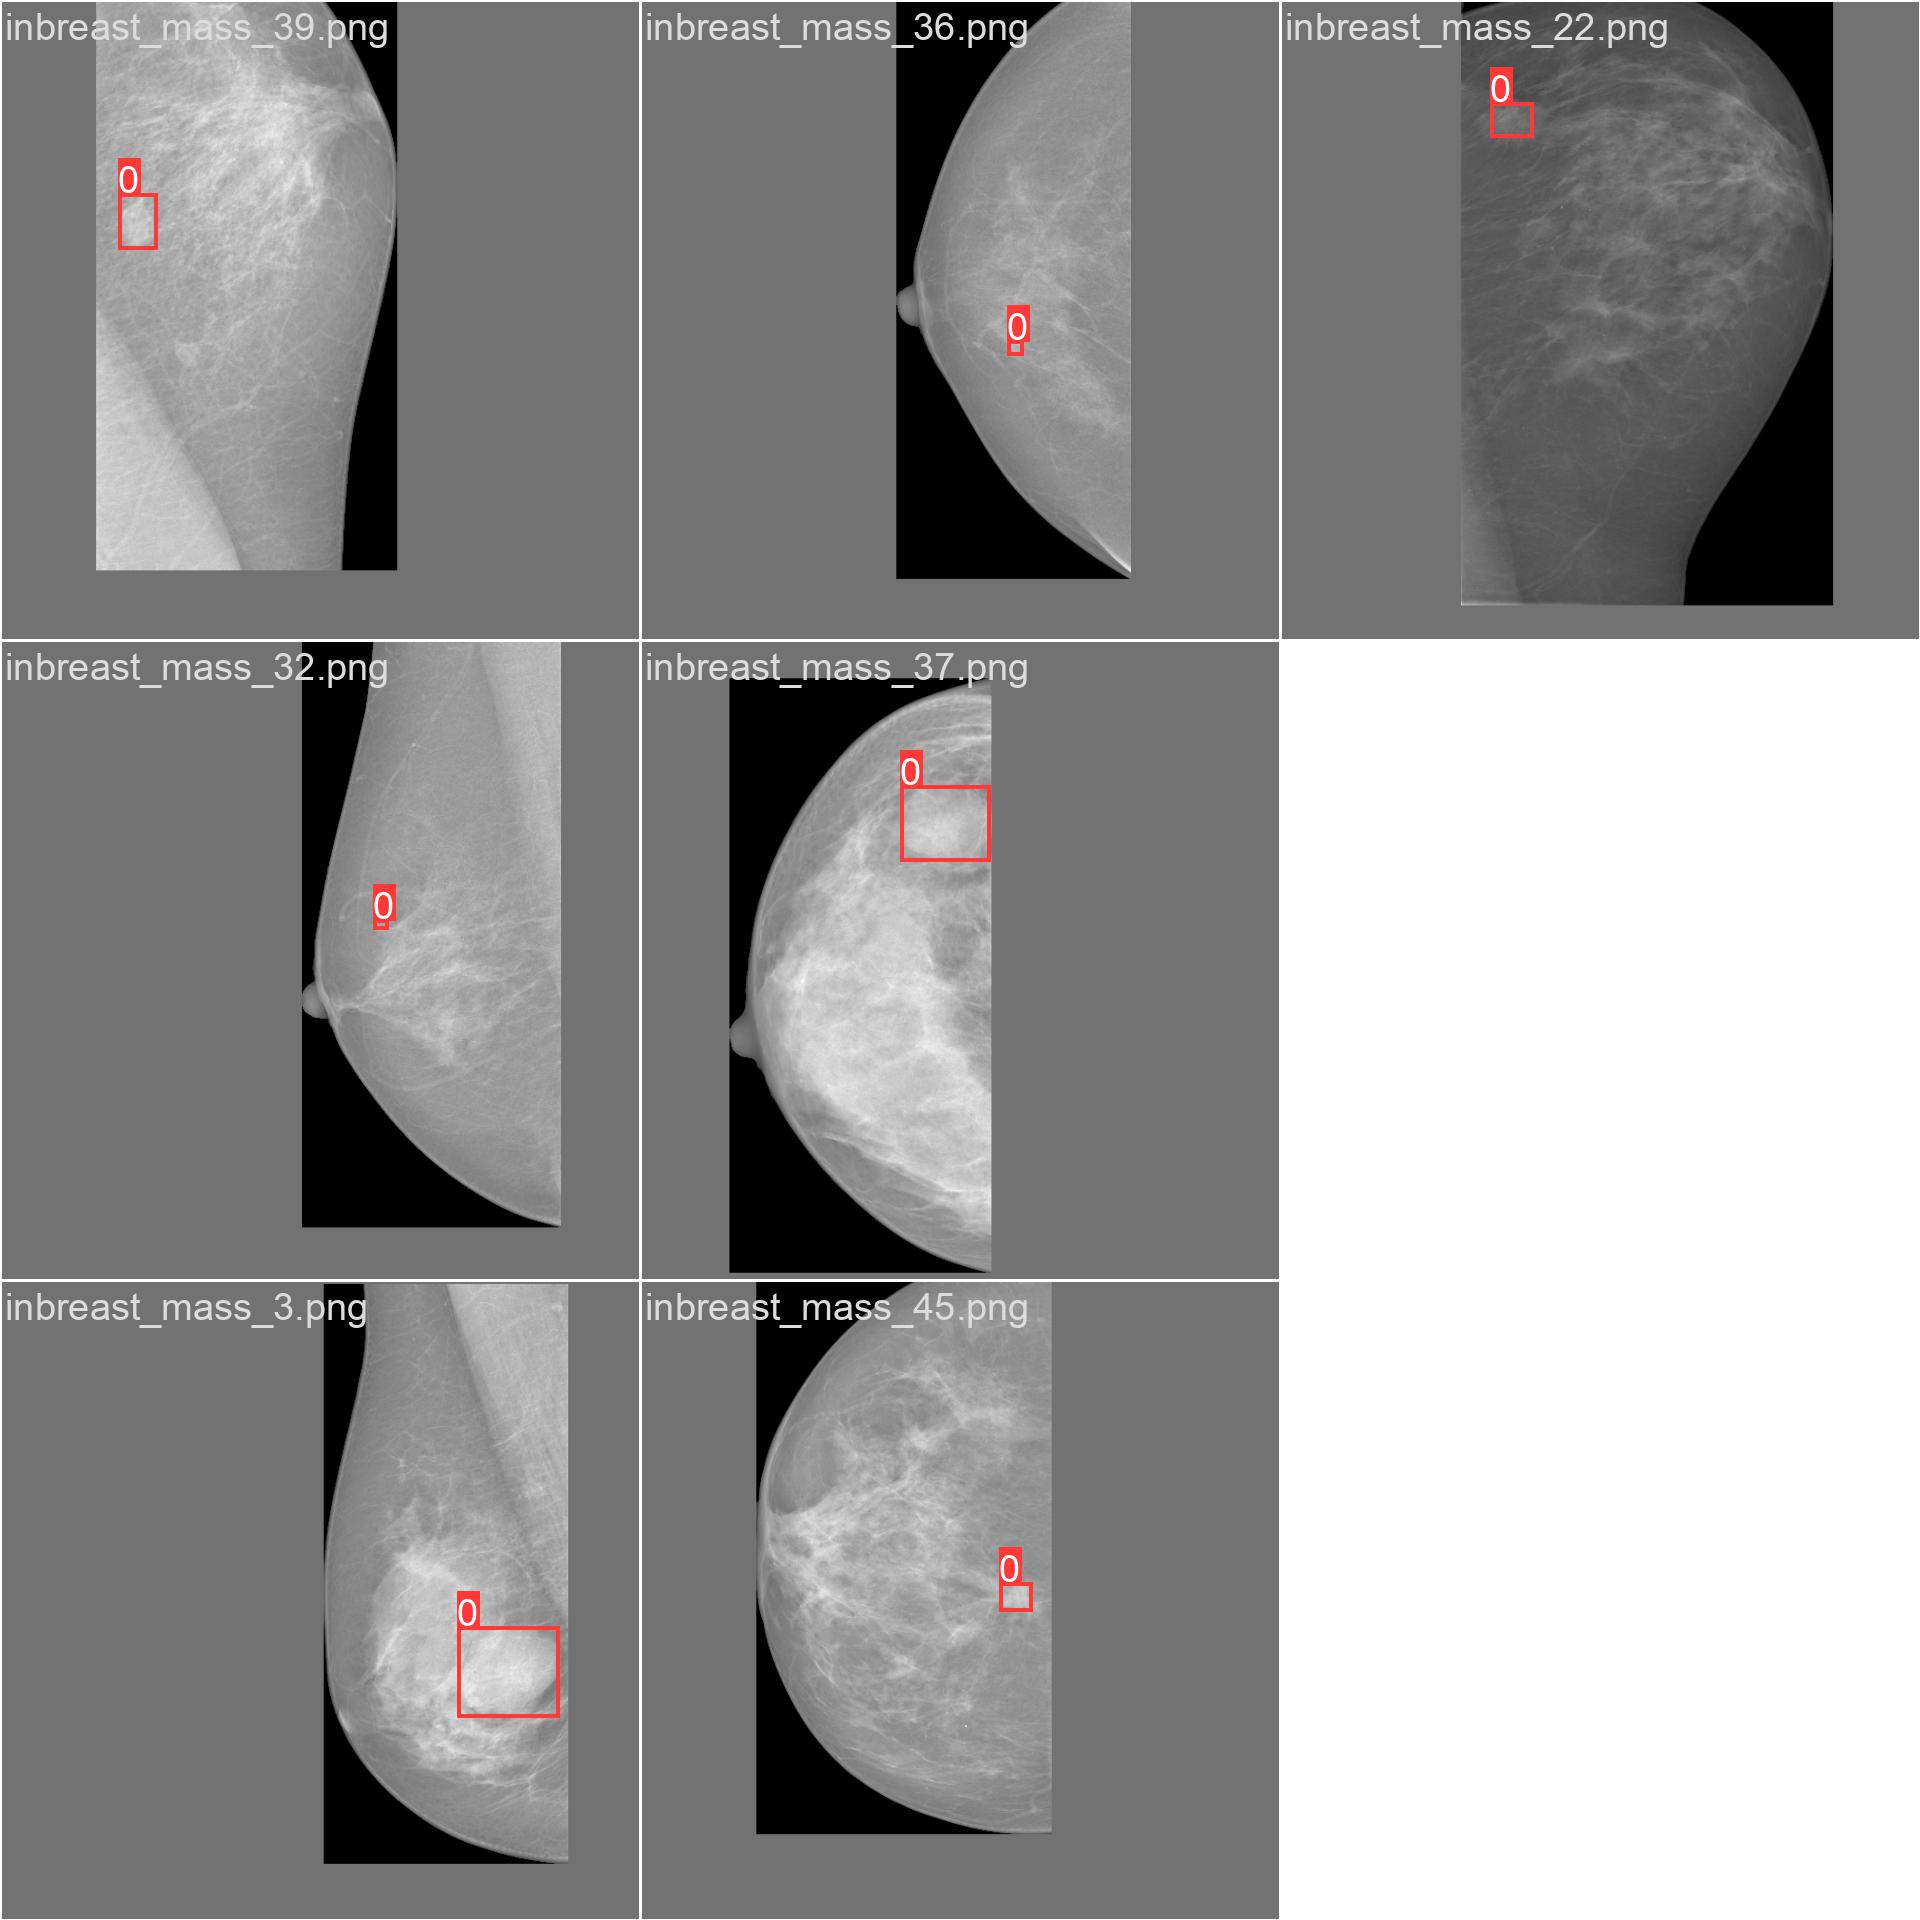 inbreast_mass_39.png
inbreast_mass_36.png
inbreast_mass_22.png
0
0
0
inbreast_mass_32.png
inbreast_mass_37.png
0
0
inbreast_mass_3.png
inbreast_mass_45.png
0
0